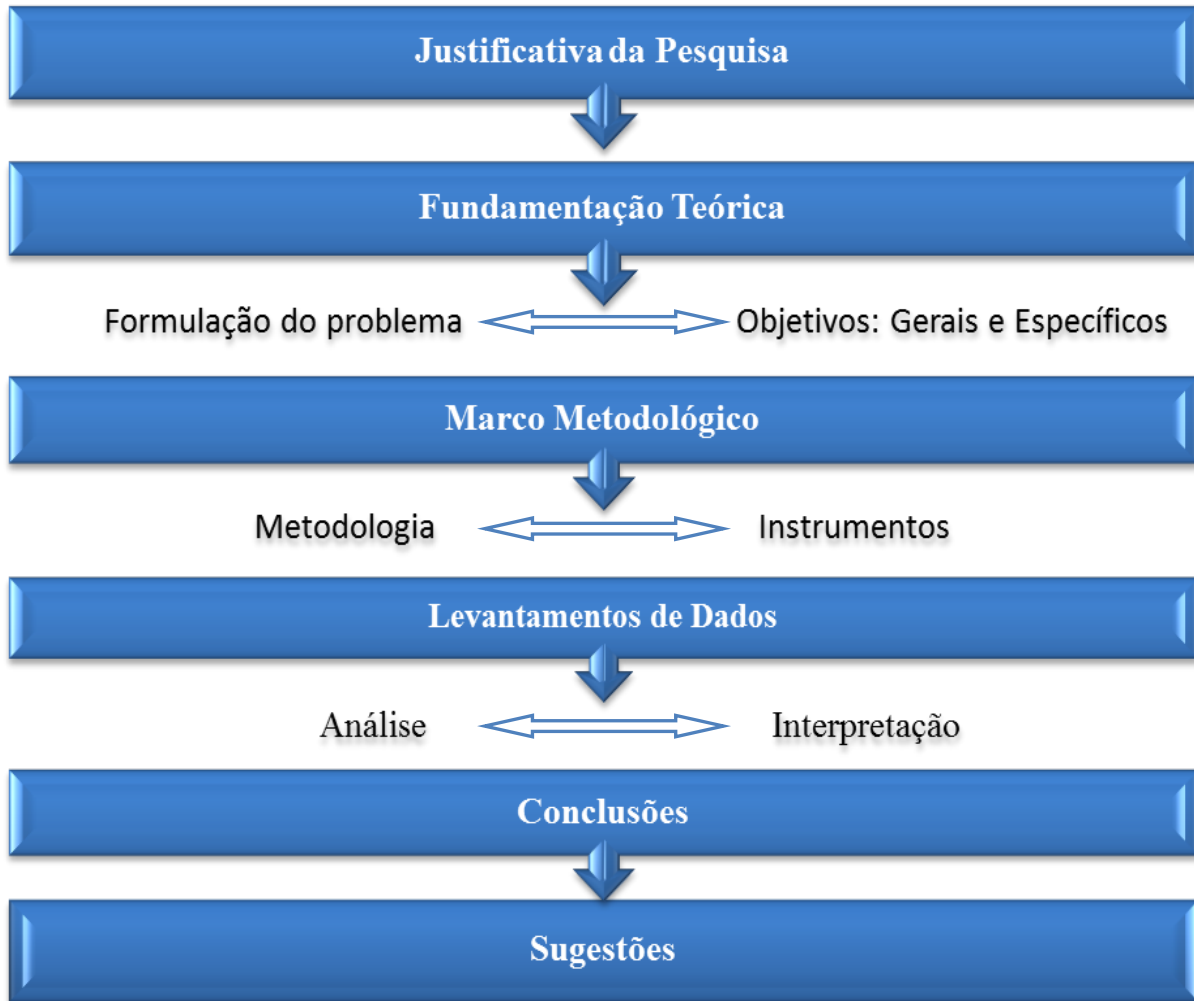 Justificativa da Pesquisa
Fundamentação Teórica
Formulação do problema
Objetivos: Gerais e Específicos
Marco Metodológico
Metodologia
Instrumentos
Levantamentos de Dados
Análise
Interpretação
Conclusões
Sugestões